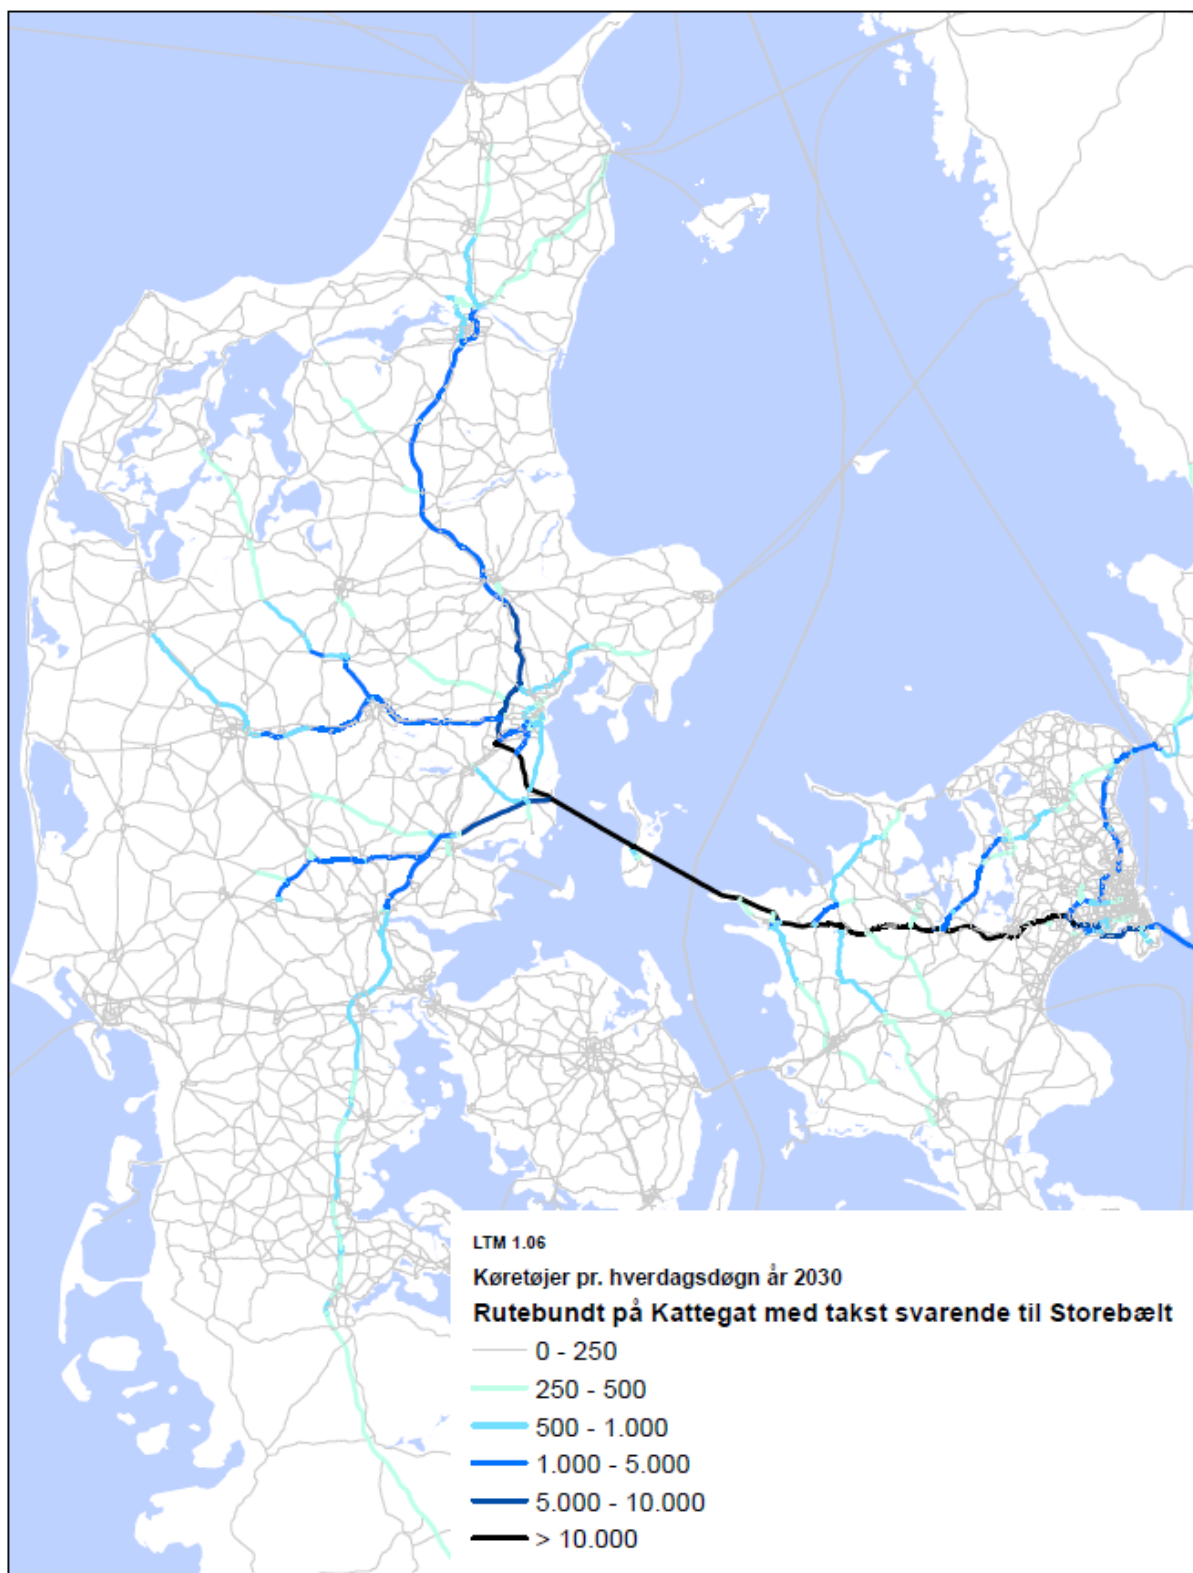 LTM 1.06
Køretøjer pr. hverdagsdøgn år 2030
Rutebundt på Kattegat med takst svarende til Storebælt
0 - 250
250 - 500
500 - 1.000
1.000 - 5.000
5.000 - 10.000
> 10.000